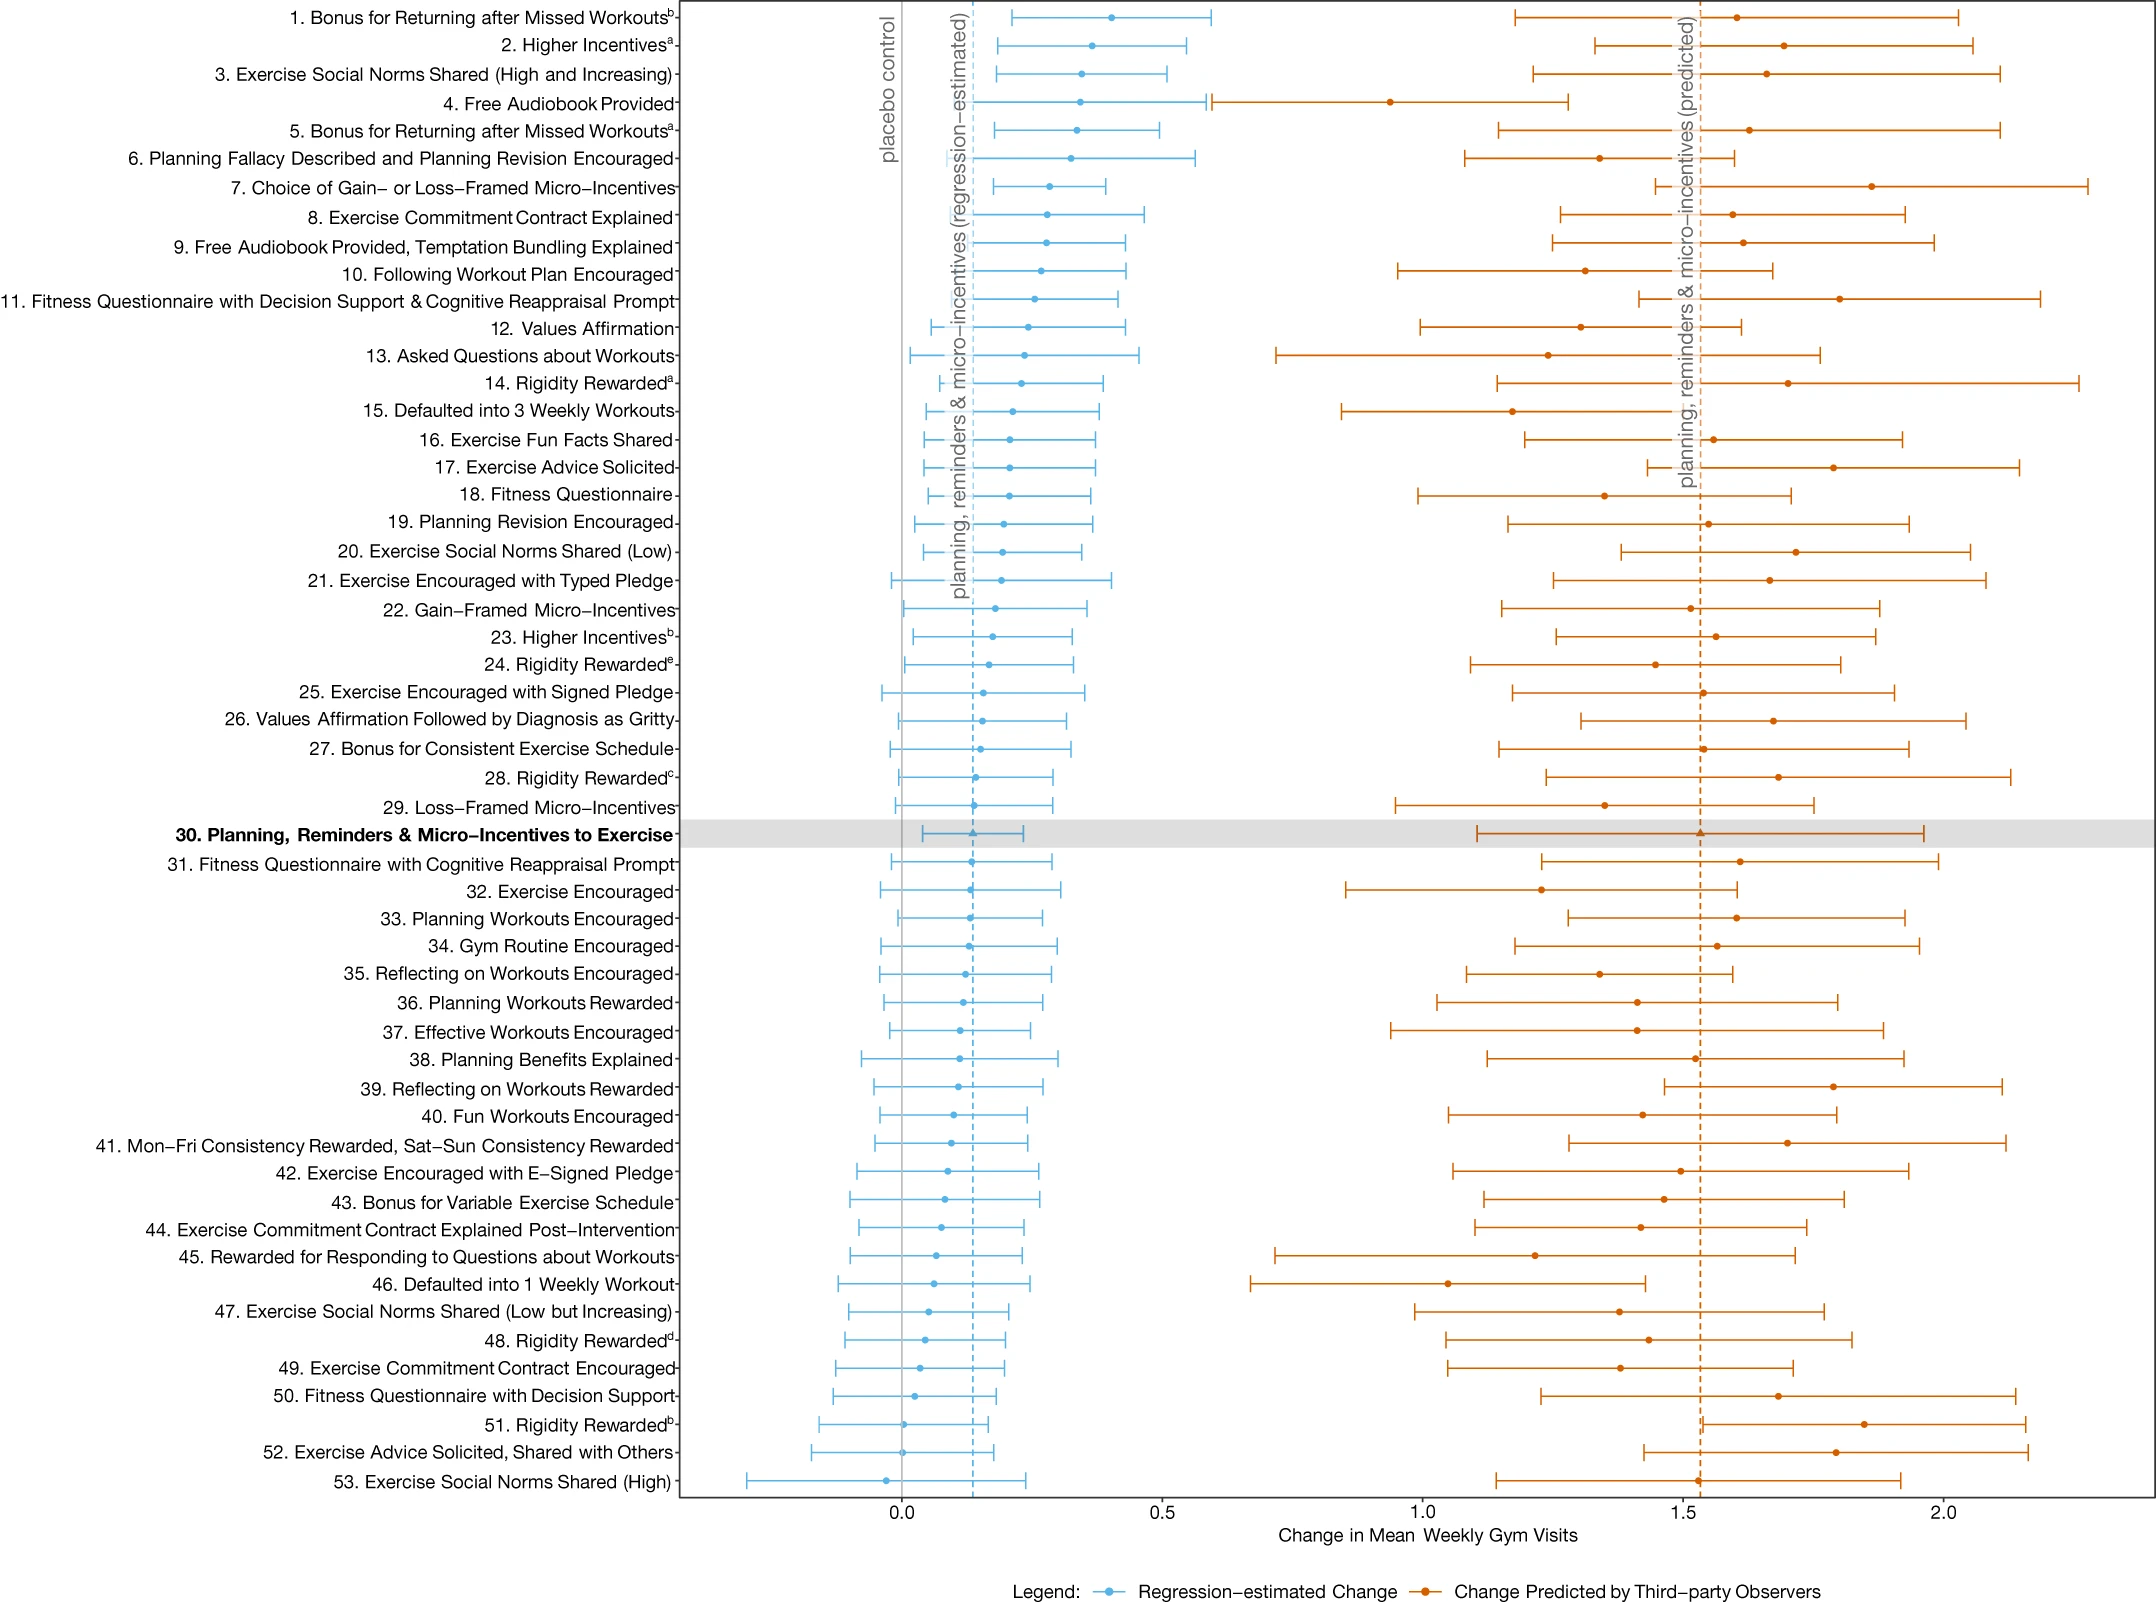 1. Bonus for Returning after Missed Workoutsᵇ
2. Higher Incentivesᵃ
3. Exercise Social Norms Shared (High and Increasing)
4. Free Audiobook Provided
5. Bonus for Returning after Missed Workoutsᵃ
6. Planning Fallacy Described and Planning Revision Encouraged
7. Choice of Gain– or Loss–Framed Micro–Incentives
8. Exercise Commitment Contract Explained
9. Free Audiobook Provided, Temptation Bundling Explained
10. Following Workout Plan Encouraged
11. Fitness Questionnaire with Decision Support & Cognitive Reappraisal Prompt
12. Values Affirmation
13. Asked Questions about Workouts
14. Rigidity Rewardedᵃ
15. Defaulted into 3 Weekly Workouts
16. Exercise Fun Facts Shared
17. Exercise Advice Solicited
18. Fitness Questionnaire
19. Planning Revision Encouraged
20. Exercise Social Norms Shared (Low)
21. Exercise Encouraged with Typed Pledge
22. Gain–Framed Micro–Incentives
23. Higher Incentivesᵇ
24. Rigidity Rewardedᵉ
25. Exercise Encouraged with Signed Pledge
26. Values Affirmation Followed by Diagnosis as Gritty
27. Bonus for Consistent Exercise Schedule
28. Rigidity Rewardedᶜ
29. Loss–Framed Micro–Incentives
30. Planning, Reminders & Micro–Incentives to Exercise
31. Fitness Questionnaire with Cognitive Reappraisal Prompt
32. Exercise Encouraged
33. Planning Workouts Encouraged
34. Gym Routine Encouraged
35. Reflecting on Workouts Encouraged
36. Planning Workouts Rewarded
37. Effective Workouts Encouraged
38. Planning Benefits Explained
39. Reflecting on Workouts Rewarded
40. Fun Workouts Encouraged
41. Mon–Fri Consistency Rewarded, Sat–Sun Consistency Rewarded
42. Exercise Encouraged with E–Signed Pledge
43. Bonus for Variable Exercise Schedule
44. Exercise Commitment Contract Explained Post–Intervention
45. Rewarded for Responding to Questions about Workouts
46. Defaulted into 1 Weekly Workout
47. Exercise Social Norms Shared (Low but Increasing)
48. Rigidity Rewardedᵈ
49. Exercise Commitment Contract Encouraged
50. Fitness Questionnaire with Decision Support
51. Rigidity Rewardedᵇ
52. Exercise Advice Solicited, Shared with Others
53. Exercise Social Norms Shared (High)
placebo control
planning, reminders & micro–incentives (regression–estimated)
planning, reminders & micro–incentives (predicted)
0.0 0.5 1.0 1.5 2.0
Change in Mean Weekly Gym Visits
Legend: Regression–estimated Change Change Predicted by Third–party Observers